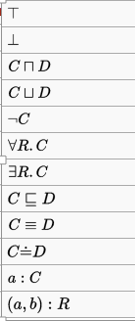 ⊤
⊥
C ⊓ D
C ⊔ D
¬C
∀R.C
∃R.C
C ⊑ D
C ≡ D
C ≐ D
a : C
(a, b) : R